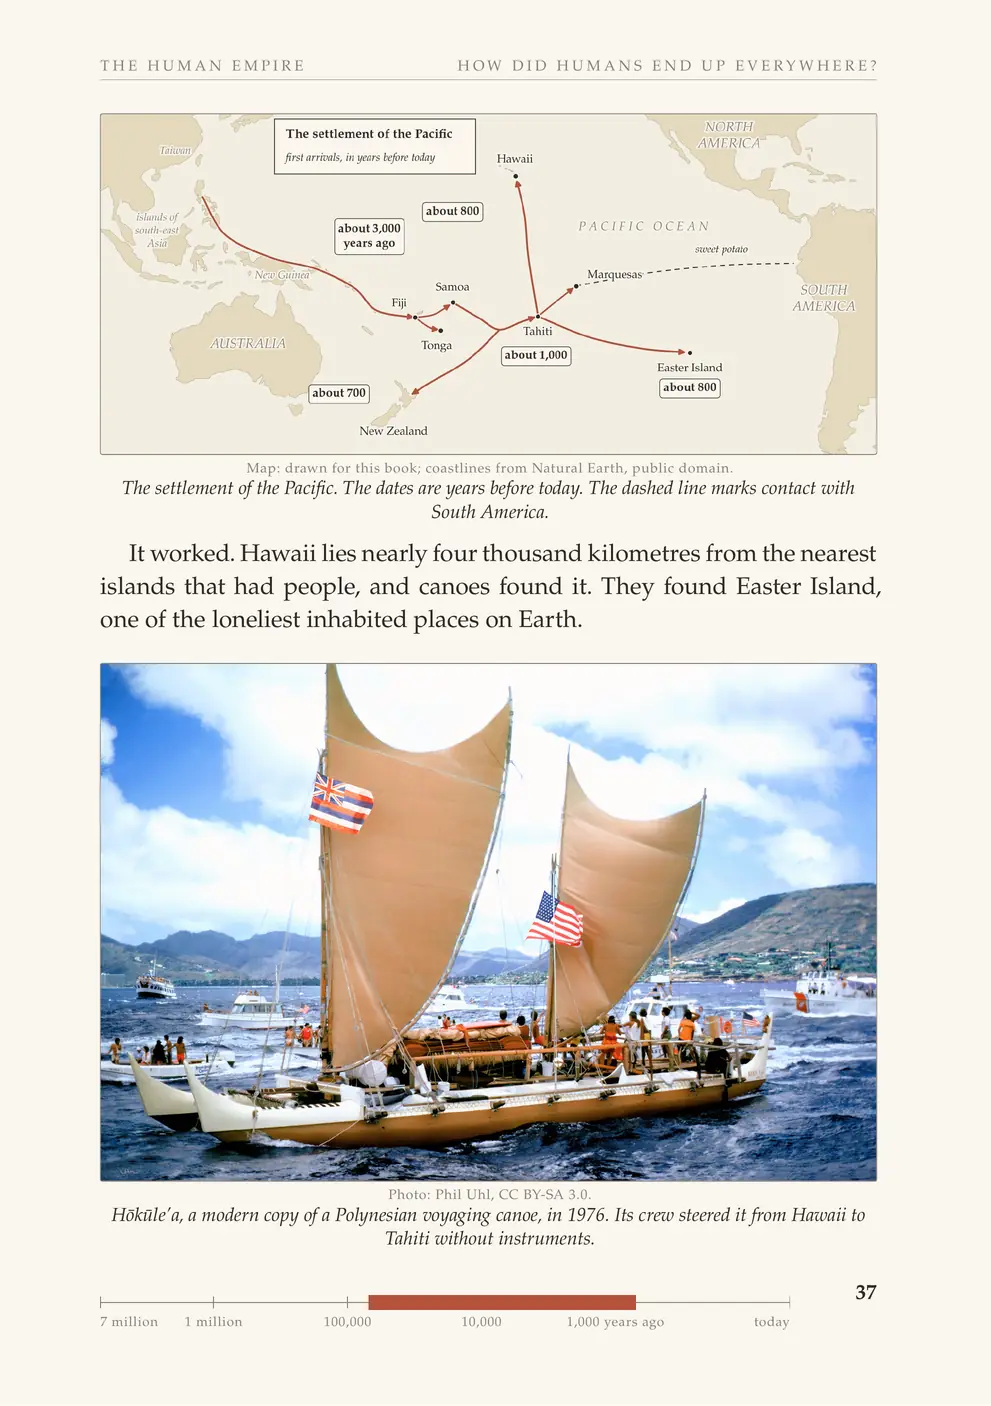 THE HUMAN EMPIRE
HOW DID HUMANS END UP EVERYWHERE?
The settlement of the Pacific
first arrivals, in years before today
Taiwan
islands of
south-east
Asia
New Guinea
AUSTRALIA
about 3,000
years ago
about 800
Hawaii
NORTH
AMERICA
PACIFIC OCEAN
sweet potato
Marquesas
SOUTH
AMERICA
Samoa
Fiji
Tonga
Tahiti
about 1,000
Easter Island
about 800
about 700
New Zealand
Map: drawn for this book; coastlines from Natural Earth, public domain.
The settlement of the Pacific. The dates are years before today. The dashed line marks contact with
South America.
It worked. Hawaii lies nearly four thousand kilometres from the nearest
islands that had people, and canoes found it. They found Easter Island,
one of the loneliest inhabited places on Earth.
Photo: Phil Uhl, CC BY-SA 3.0.
Hōkūle’a, a modern copy of a Polynesian voyaging canoe, in 1976. Its crew steered it from Hawaii to
Tahiti without instruments.
37
7 million
1 million
100,000
10,000
1,000 years ago
today